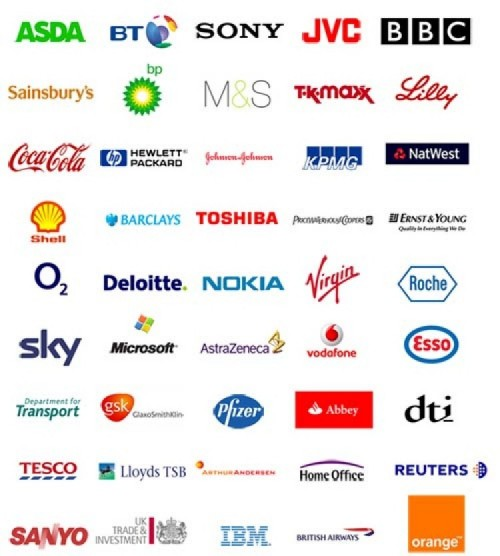 ASDA
BT
SONY
JVC
BBC
Sainsbury's
bp
M&S
T·K·maxx
Lilly
Coca-Cola
hp HEWLETT®
PACKARD
Johnson & Johnson
KPMG
NatWest
Shell
BARCLAYS
TOSHIBA
PRICEWATERHOUSECOOPERS
ERNST & YOUNG
Quality In Everything We Do
O2
Deloitte.
NOKIA
Virgin
Roche
sky
Microsoft®
AstraZeneca
vodafone
Esso
Department for
Transport
gsk GlaxoSmithKlin
Pfizer
Abbey
dti
TESCO
Lloyds TSB
ARTHUR ANDERSEN
Home Office
REUTERS
SANYO
UK
TRADE &
INVESTMENT
IBM
BRITISH AIRWAYS
orange™